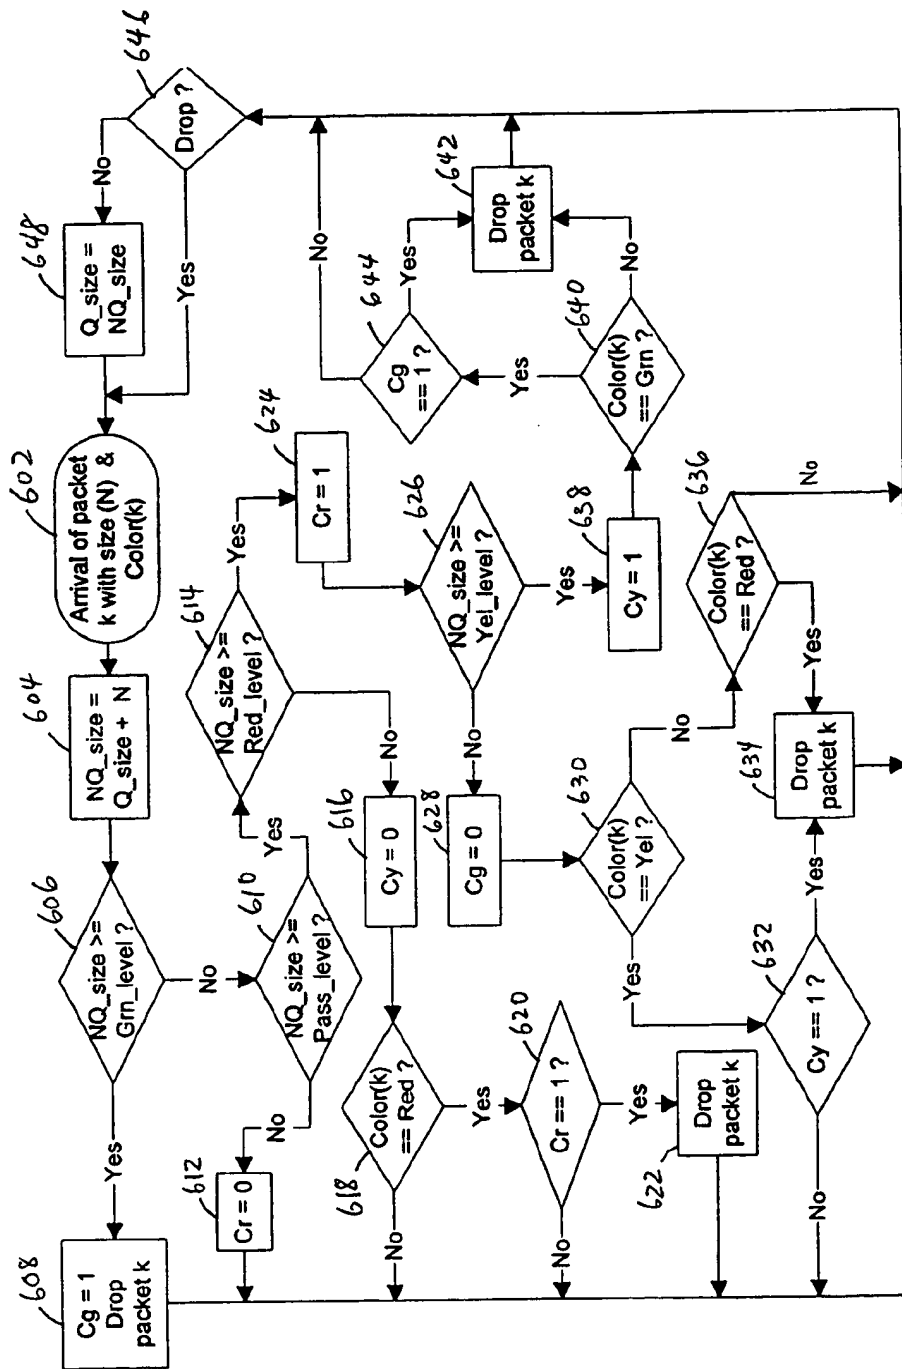 602
Arrival of packet
k with size (N) &
Color(k)
604
NQ_size =
Q_size + N
606
NQ_size >=
Grn_level ?
Yes
No
608
Cg = 1
Drop
packet k
610
NQ_size >=
Pass_level ?
No
Yes
612
Cr = 0
614
NQ_size >=
Red_level ?
Yes
No
616
Cy = 0
618
Color(k)
== Red ?
No
Yes
620
Cr == 1 ?
No
Yes
622
Drop
packet k
624
Cr = 1
626
NQ_size >=
Yel_level ?
No
Yes
628
Cg = 0
630
Color(k)
== Yel ?
Yes
No
632
Cy == 1 ?
No
Yes
634
Drop
packet k
636
Color(k)
== Red ?
Yes
No
638
Cy = 1
640
Color(k)
== Grn ?
Yes
No
642
Drop
packet k
644
Cg
== 1 ?
Yes
No
646
Drop ?
No
Yes
648
Q_size =
NQ_size